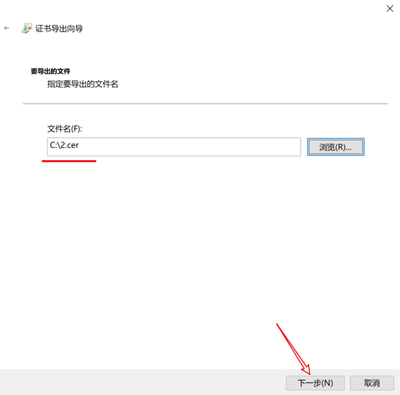 证书导出向导
要导出的文件
指定要导出的文件名
文件名(F):
C:\2.cer
浏览(R)...
下一步(N)
取消